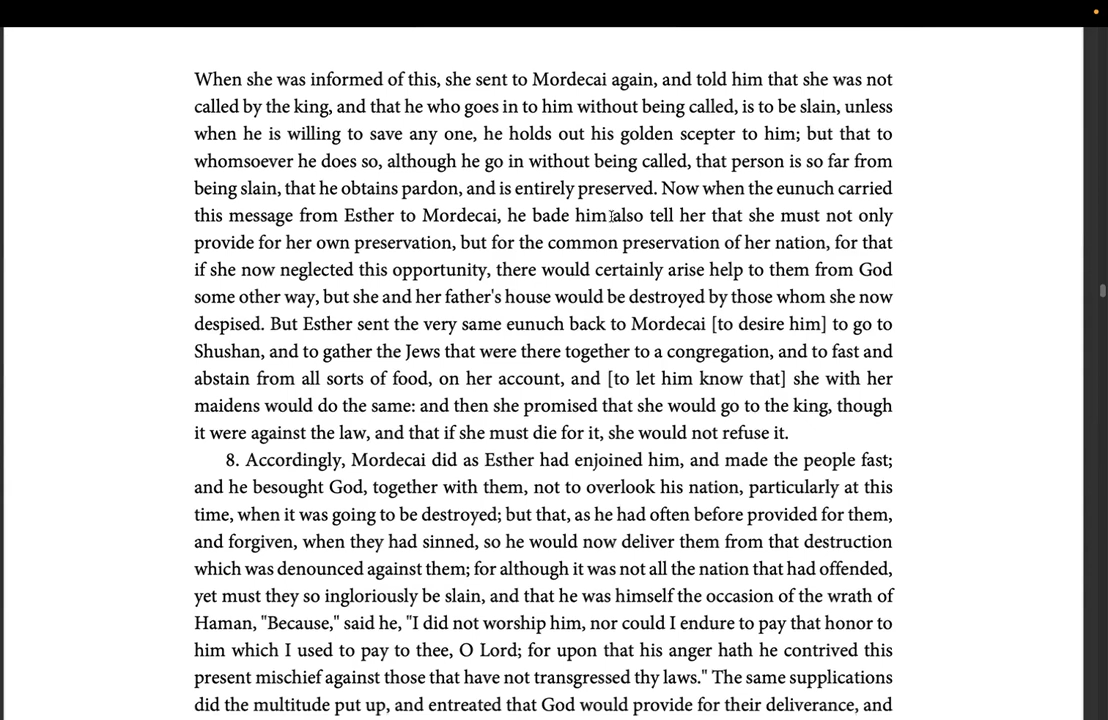 When she was informed of this, she sent to Mordecai again, and told him that she was not
called by the king, and that he who goes in to him without being called, is to be slain, unless
when he is willing to save any one, he holds out his golden scepter to him; but that to
whomsoever he does so, although he go in without being called, that person is so far from
being slain, that he obtains pardon, and is entirely preserved. Now when the eunuch carried
this message from Esther to Mordecai, he bade him also tell her that she must not only
provide for her own preservation, but for the common preservation of her nation, for that
if she now neglected this opportunity, there would certainly arise help to them from God
some other way, but she and her father's house would be destroyed by those whom she now
despised. But Esther sent the very same eunuch back to Mordecai [to desire him] to go to
Shushan, and to gather the Jews that were there together to a congregation, and to fast and
abstain from all sorts of food, on her account, and [to let him know that] she with her
maidens would do the same: and then she promised that she would go to the king, though
it were against the law, and that if she must die for it, she would not refuse it.
8. Accordingly, Mordecai did as Esther had enjoined him, and made the people fast;
and he besought God, together with them, not to overlook his nation, particularly at this
time, when it was going to be destroyed; but that, as he had often before provided for them,
and forgiven, when they had sinned, so he would now deliver them from that destruction
which was denounced against them; for although it was not all the nation that had offended,
yet must they so ingloriously be slain, and that he was himself the occasion of the wrath of
Haman, "Because," said he, "I did not worship him, nor could I endure to pay that honor to
him which I used to pay to thee, O Lord; for upon that his anger hath he contrived this
present mischief against those that have not transgressed thy laws." The same supplications
did the multitude put up, and entreated that God would provide for their deliverance, and